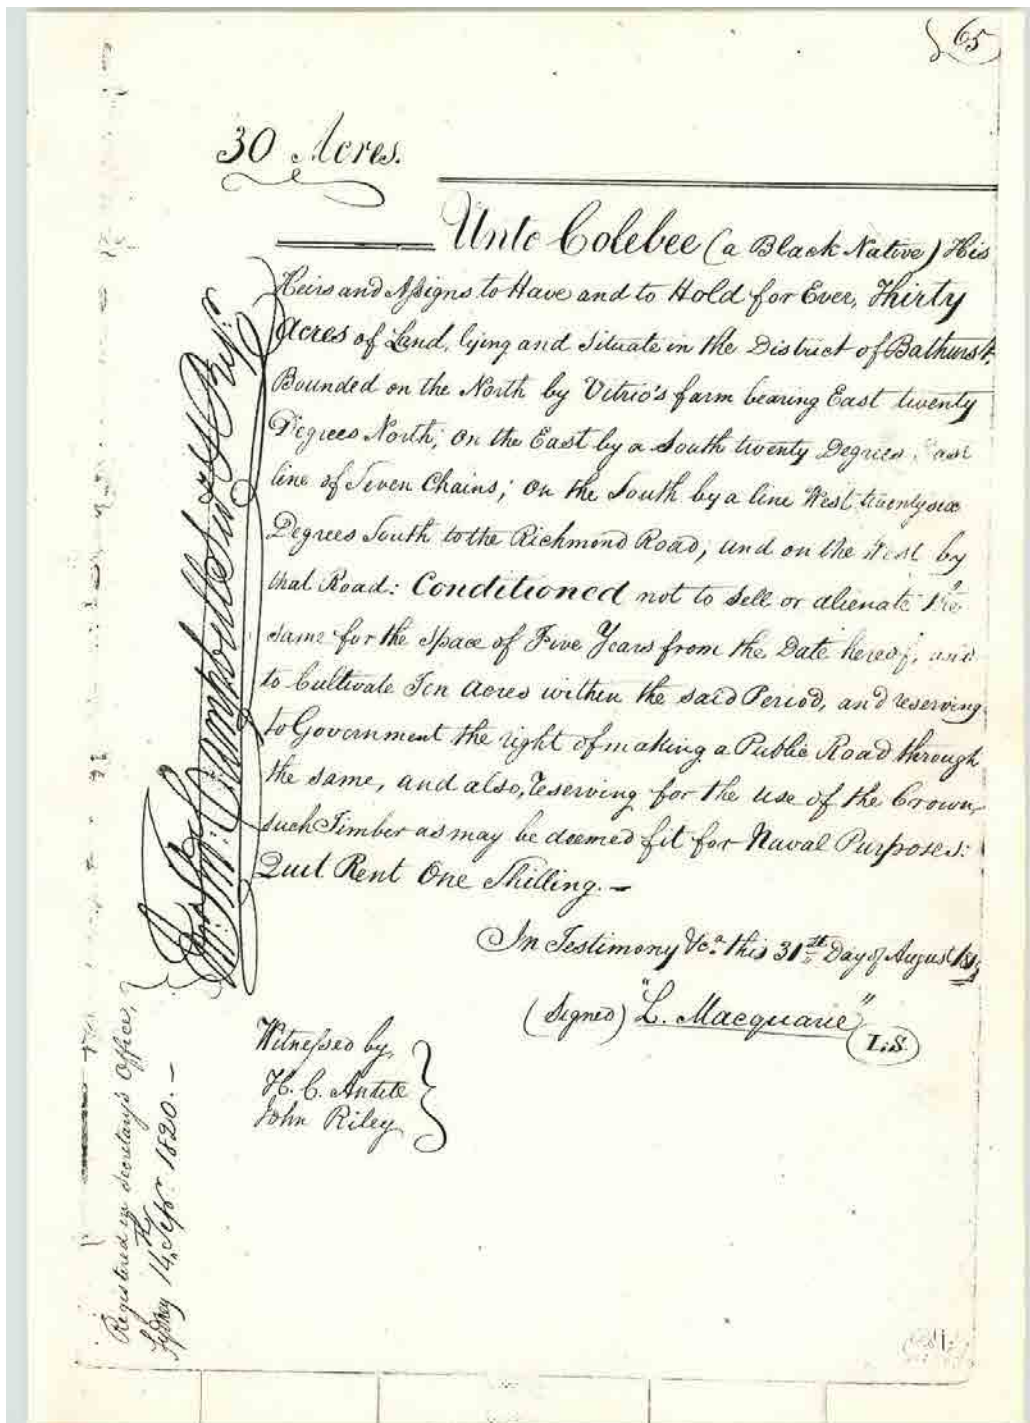 65
30 Acres.
Unto Colebee (a Black Native) His
Heirs and Assigns to Have and to Hold for Ever, Thirty
Acres of Land, lying and Situate in the District of Bathurst,
Bounded on the North by Vitrio's farm bearing East twenty
Degrees North; on the East by a South twenty Degrees East
line of Seven Chains; on the South by a line West twenty six
Degrees South to the Richmond Road; and on the West by
that Road: Conditioned not to Sell or alienate the
same for the Space of Five Years from the Date hereof, and
to Cultivate Ten Acres within the said Period, and reserving
to Government the right of making a Public Road through
the same, and also, reserving for the use of the Crown,
such Timber as may be deemed fit for Naval Purposes:
Quit Rent One Shilling. —
In Testimony &ca. this 31st Day of August
(Signed) "L. Macquarie"
L.S.
Witnessed by
H. C. Antill
John Riley
Registered in Secretary's Office,
Sydney 14th Sepr. 1820. —